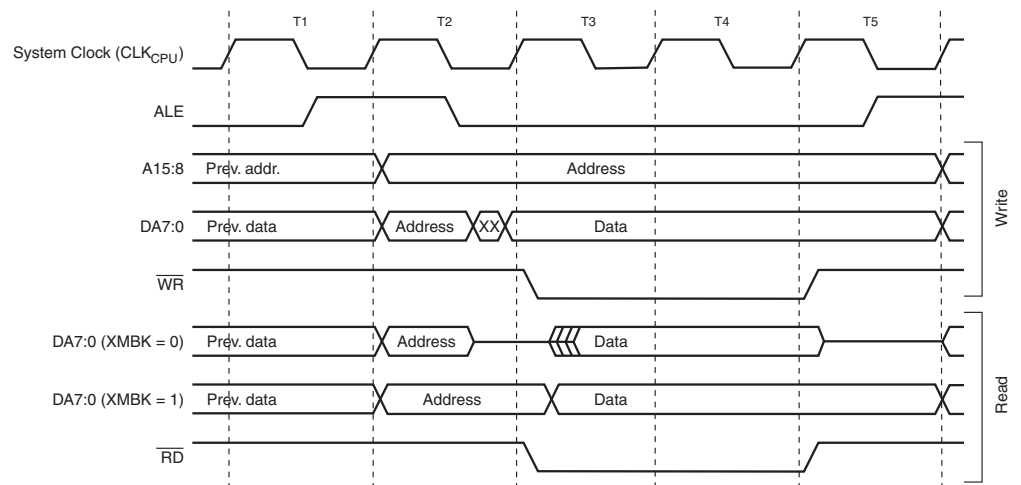 T1 T2 T3 T4 T5
System Clock (CLKCPU)
ALE
A15:8 Prev. addr. Address
DA7:0 Prev. data Address XX Data
WR
DA7:0 (XMBK = 0) Prev. data Address Data
DA7:0 (XMBK = 1) Prev. data Address Data
RD
Write
Read